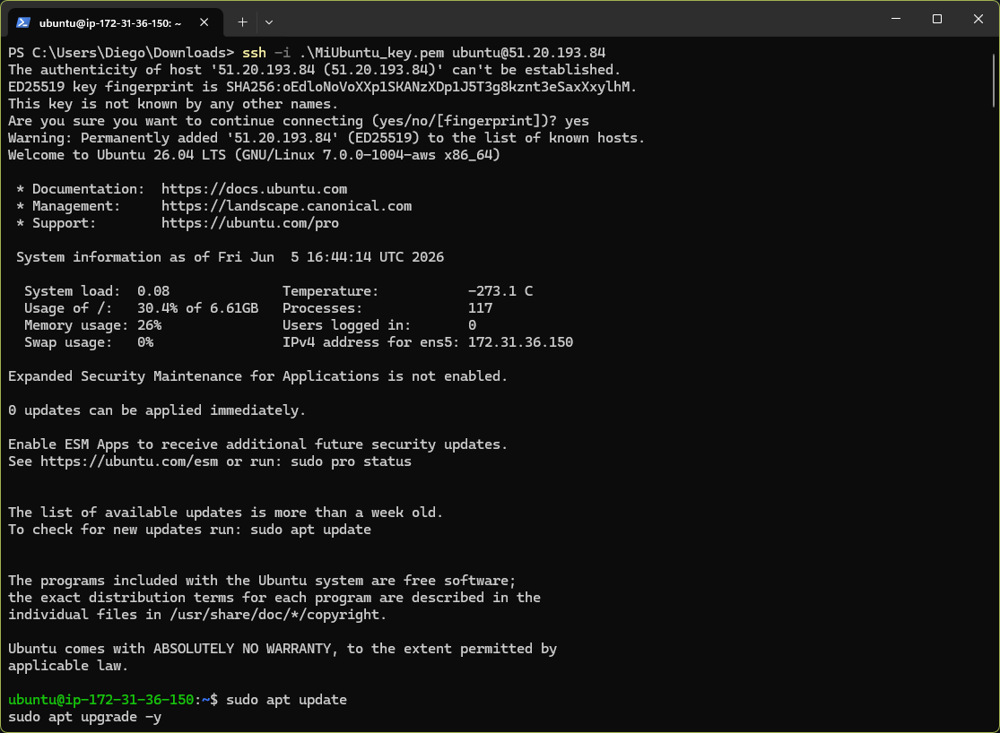 ubuntu@ip-172-31-36-150: ~
PS C:\Users\Diego\Downloads> ssh -i .\MiUbuntu_key.pem ubuntu@51.20.193.84
The authenticity of host '51.20.193.84 (51.20.193.84)' can't be established.
ED25519 key fingerprint is SHA256:oEdloNoVoXXp1SKANzXDp1J5T3g8kznt3eSaxXxylhM.
This key is not known by any other names.
Are you sure you want to continue connecting (yes/no/[fingerprint])? yes
Warning: Permanently added '51.20.193.84' (ED25519) to the list of known hosts.
Welcome to Ubuntu 26.04 LTS (GNU/Linux 7.0.0-1004-aws x86_64)

 * Documentation:  https://docs.ubuntu.com
 * Management:     https://landscape.canonical.com
 * Support:        https://ubuntu.com/pro

 System information as of Fri Jun  5 16:44:14 UTC 2026

  System load:  0.08              Temperature:           -273.1 C
  Usage of /:   30.4% of 6.61GB   Processes:             117
  Memory usage: 26%               Users logged in:       0
  Swap usage:   0%                IPv4 address for ens5: 172.31.36.150

Expanded Security Maintenance for Applications is not enabled.

0 updates can be applied immediately.

Enable ESM Apps to receive additional future security updates.
See https://ubuntu.com/esm or run: sudo pro status

The list of available updates is more than a week old.
To check for new updates run: sudo apt update

The programs included with the Ubuntu system are free software;
the exact distribution terms for each program are described in the
individual files in /usr/share/doc/*/copyright.

Ubuntu comes with ABSOLUTELY NO WARRANTY, to the extent permitted by
applicable law.

ubuntu@ip-172-31-36-150:~$ sudo apt update
sudo apt upgrade -y